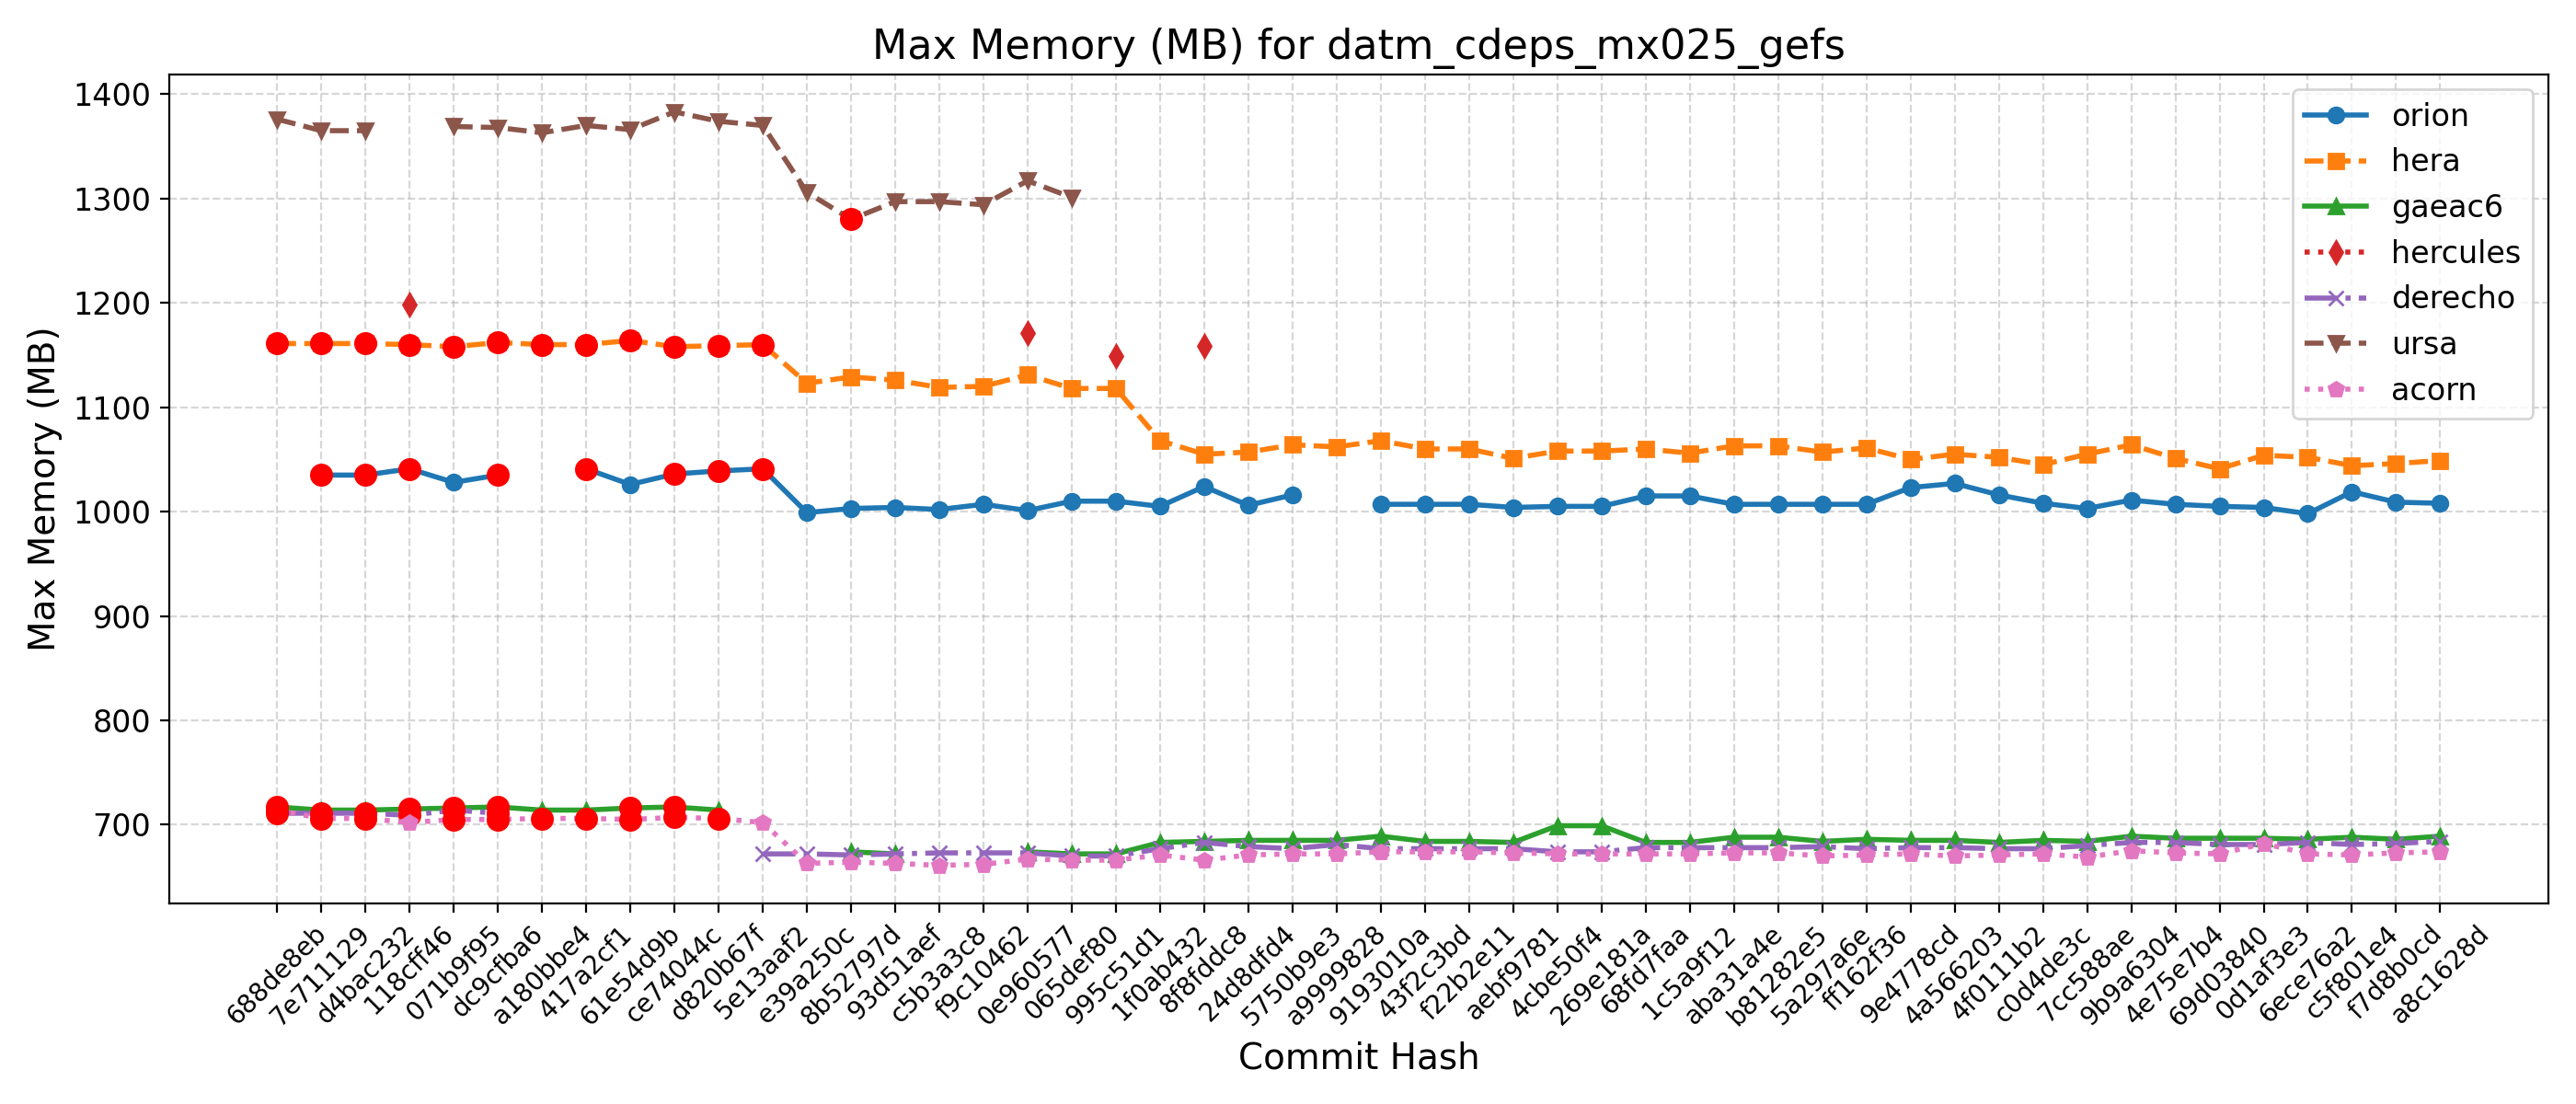 Max Memory (MB) for datm_cdeps_mx025_gefs
Max Memory (MB)
1400
1300
1200
1100
1000
900
800
700
orion
hera
gaeac6
hercules
derecho
ursa
acorn
688de8eb
7e711129
d4bac232
118cff46
071b9f95
dc9cfba6
a180bbe4
417a2cf1
61e54d9b
ce74044c
d820b67f
5e13aaf2
e39a250c
8b52797d
93d51aef
c5b3a3c8
f9c10462
0e960577
065def80
995c51d1
1f0ab432
8f8fddc8
24d8dfd4
5750b9e3
a9999828
9193010a
43f2c3bd
f22b2e11
aebf9781
4cbe50f4
269e181a
68fd7faa
1c5a9f12
aba31a4e
b81282e5
5a297a6e
ff162f36
9e4778cd
4a566203
4f0111b2
c0d4de3c
7cc588ae
9b9a6304
4e75e7b4
69d03840
0d1af3e3
6ece76a2
c5f801e4
f7d8b0cd
a8c1628d
Commit Hash